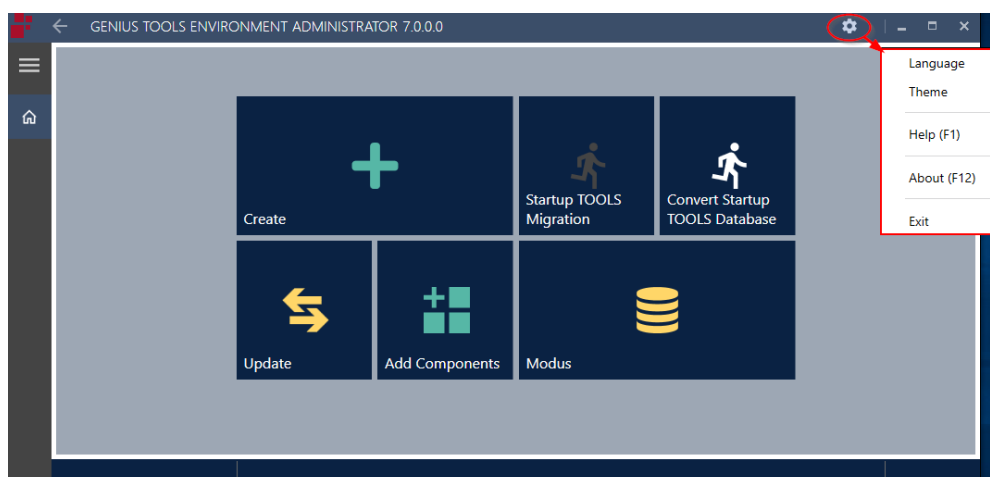 GENIUS TOOLS ENVIRONMENT ADMINISTRATOR 7.0.0.0
Language
Theme
Help (F1)
About (F12)
Exit
Create
Startup TOOLS
Migration
Convert Startup
TOOLS Database
Update
Add Components
Modus